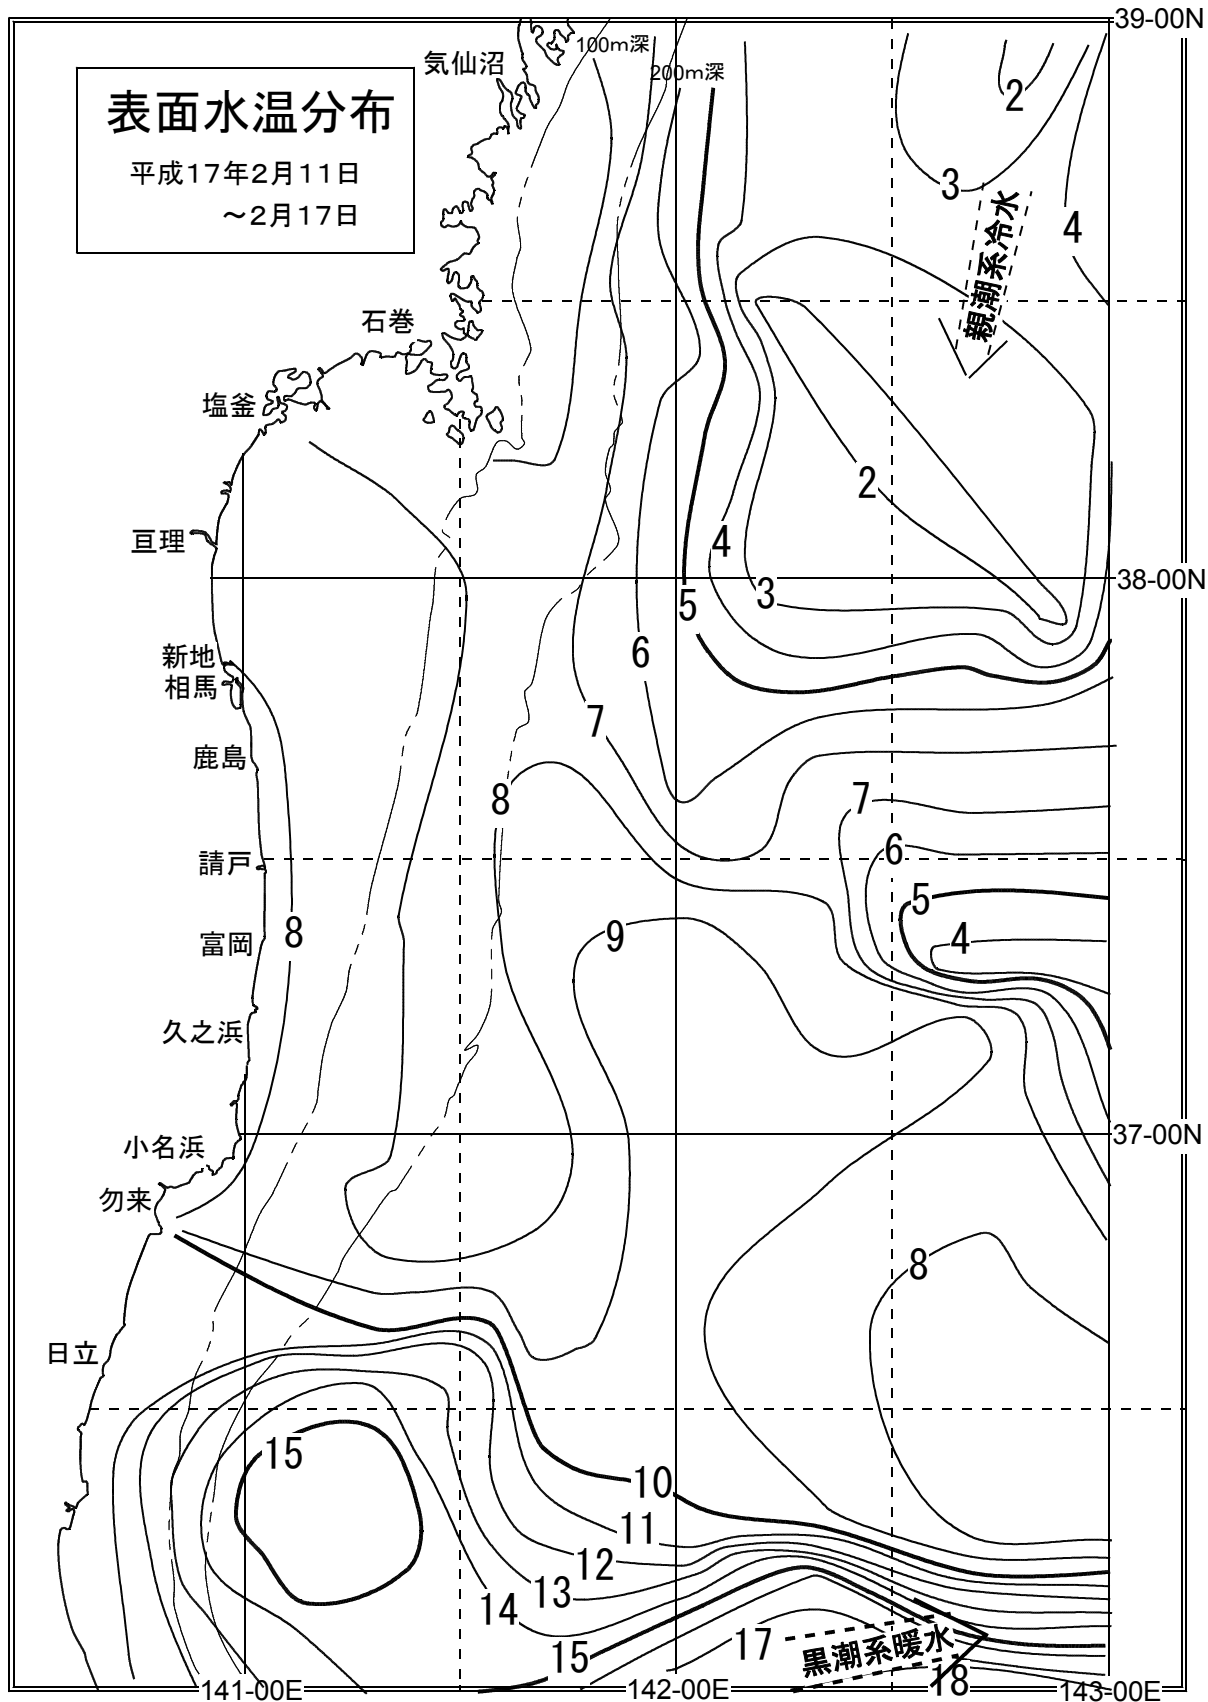 39-00N
100m深
気仙沼
200m深
表面水温分布
平成17年2月11日
～2月17日
2
3
4
親潮系冷水
石巻
塩釜
2
亘理
4
38-00N
3
5
新地
6
相馬
7
鹿島
8
7
請戸
6
5
8
9
4
富岡
久之浜
37-00N
小名浜
勿来
8
日立
15
10
11
12
13
14
17
黒潮系暖水
15
18
141-00E
142-00E
143-00E